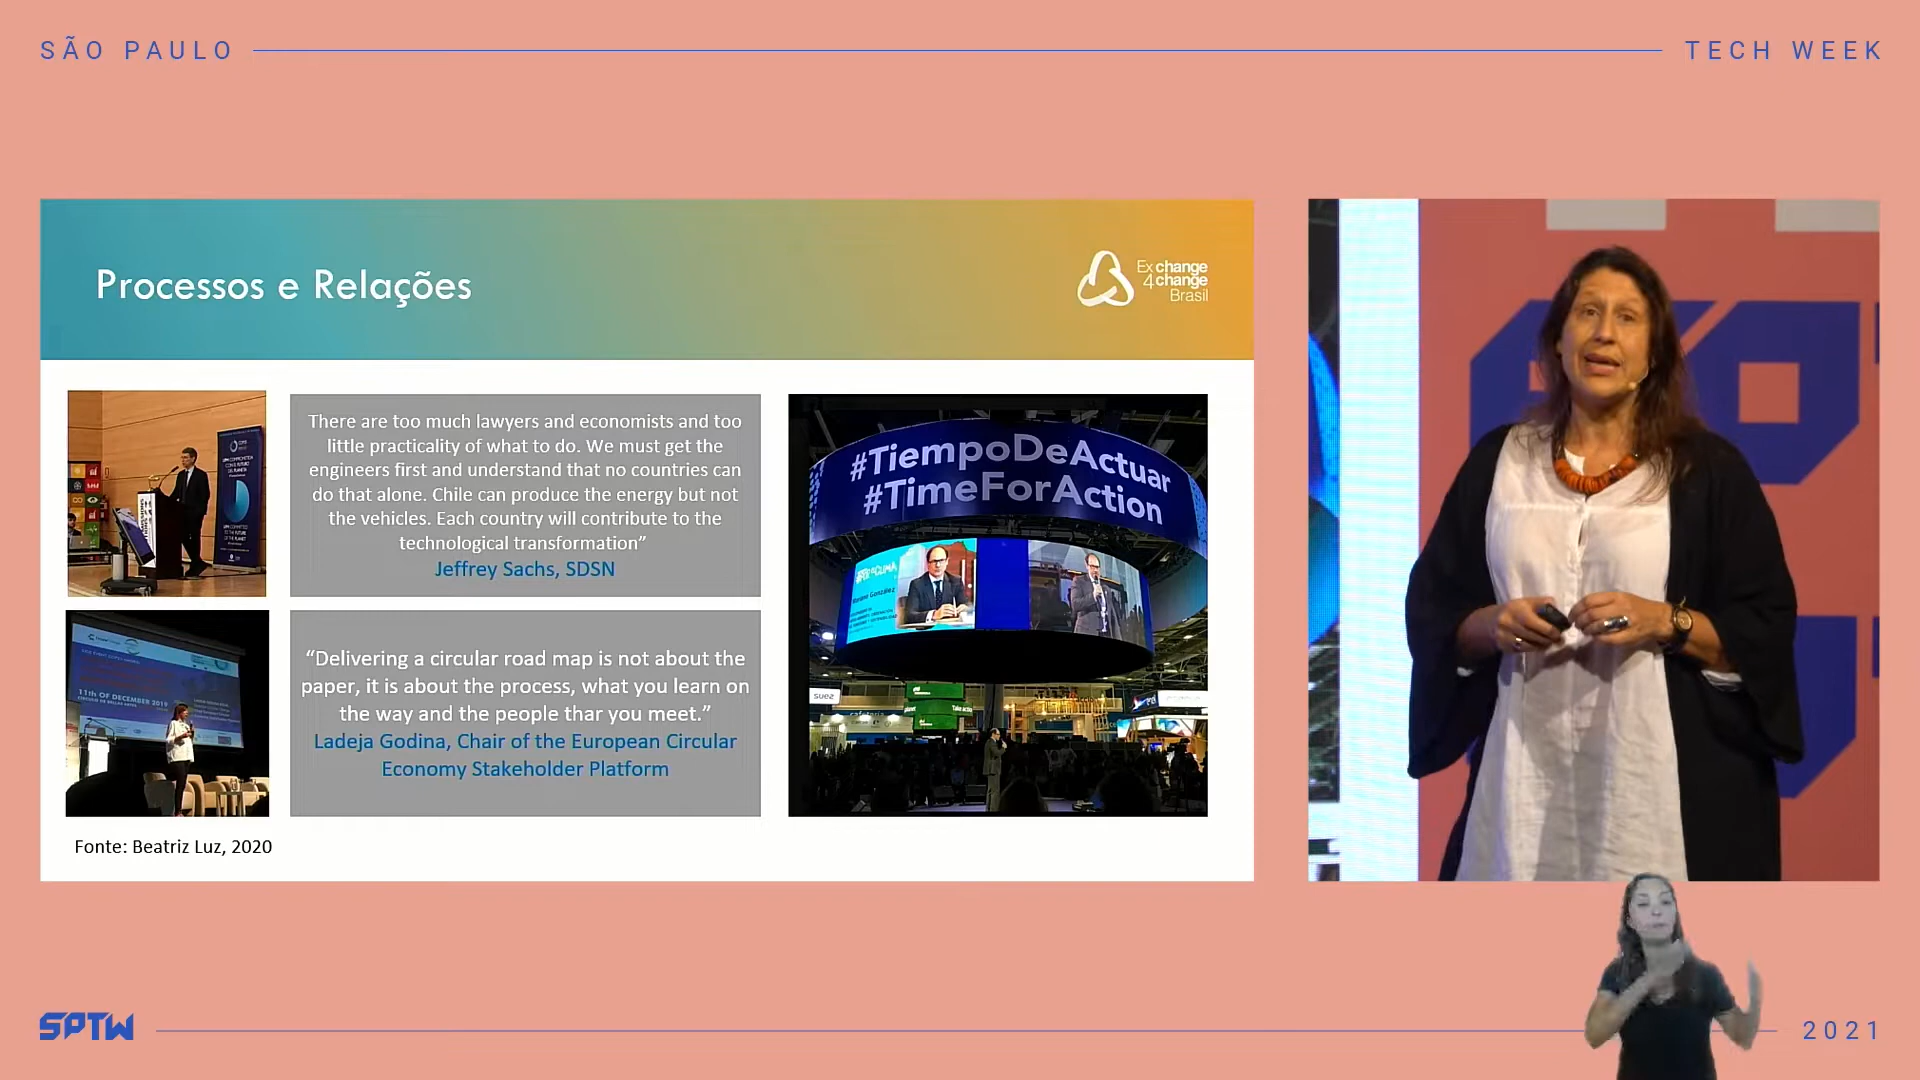 SÃO PAULO
TECH WEEK
Processos e Relações
Ex change
4change
Brasil
There are too much lawyers and economists and too
little practicality of what to do. We must get the
engineers first and understand that no countries can
do that alone. Chile can produce the energy but not
the vehicles. Each country will contribute to the
technological transformation”
Jeffrey Sachs, SDSN
#TiempoDeActuar
#TimeForAction
suez
11th OF DECEMBER 2019
“Delivering a circular road map is not about the
paper, it is about the process, what you learn on
the way and the people thar you meet.”
Ladeja Godina, Chair of the European Circular
Economy Stakeholder Platform
Fonte: Beatriz Luz, 2020
SPTW
2021